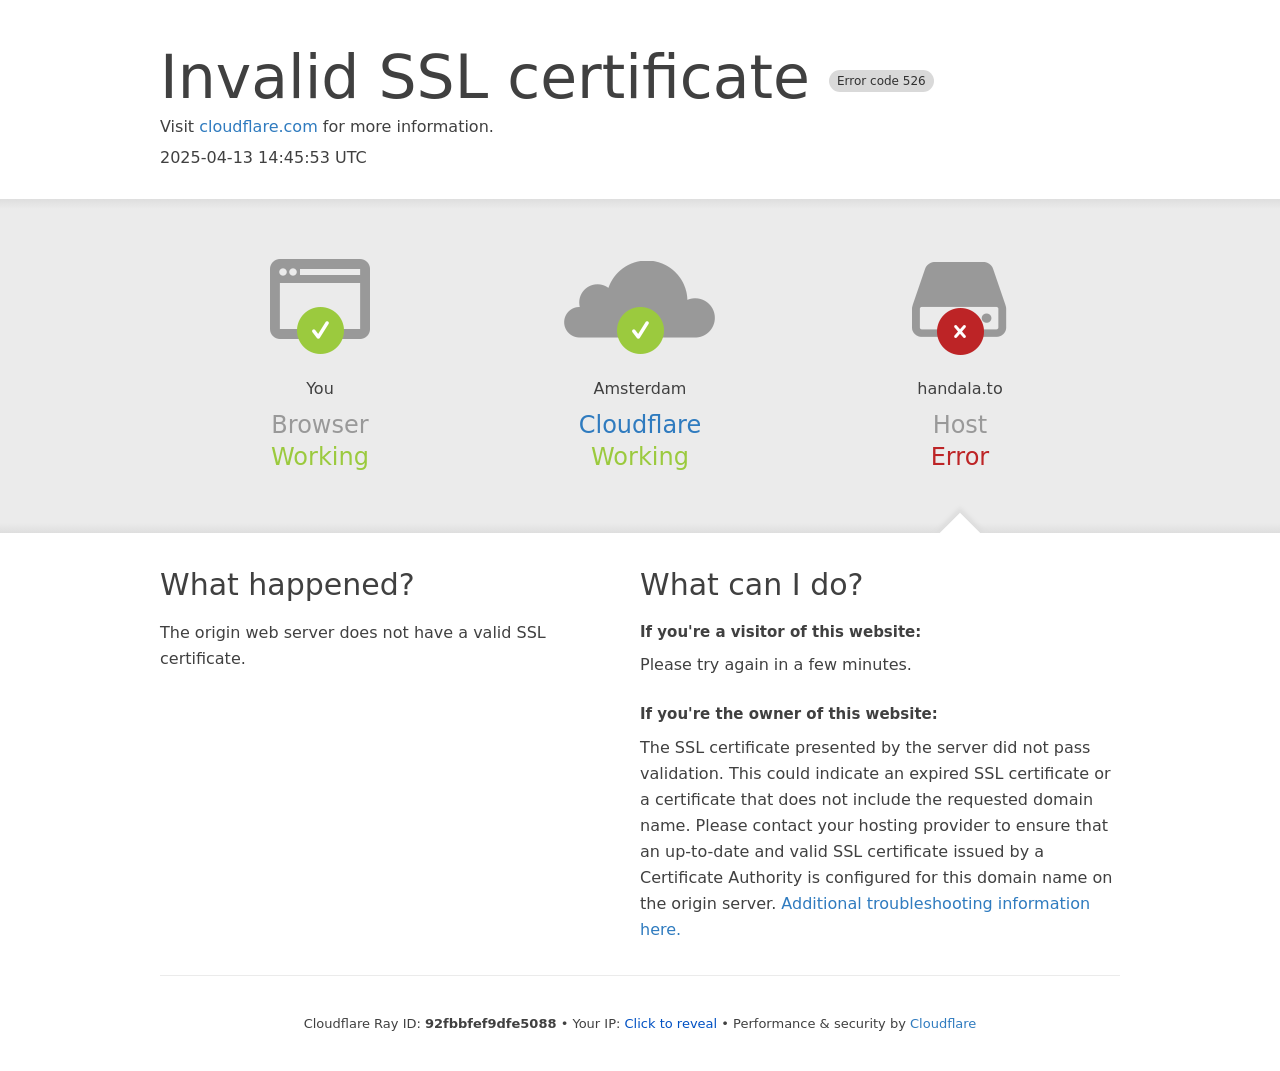 Invalid SSL certificate Error code 526
Visit cloudflare.com for more information.
2025-04-13 14:45:53 UTC
You
Browser
Working
Amsterdam
Cloudflare
Working
handala.to
Host
Error
What happened?
The origin web server does not have a valid SSL
certificate.
What can I do?
If you're a visitor of this website:
Please try again in a few minutes.
If you're the owner of this website:
The SSL certificate presented by the server did not pass
validation. This could indicate an expired SSL certificate or
a certificate that does not include the requested domain
name. Please contact your hosting provider to ensure that
an up-to-date and valid SSL certificate issued by a
Certificate Authority is configured for this domain name on
the origin server. Additional troubleshooting information
here.
Cloudflare Ray ID: 92fbbfef9dfe5088 • Your IP: Click to reveal • Performance & security by Cloudflare